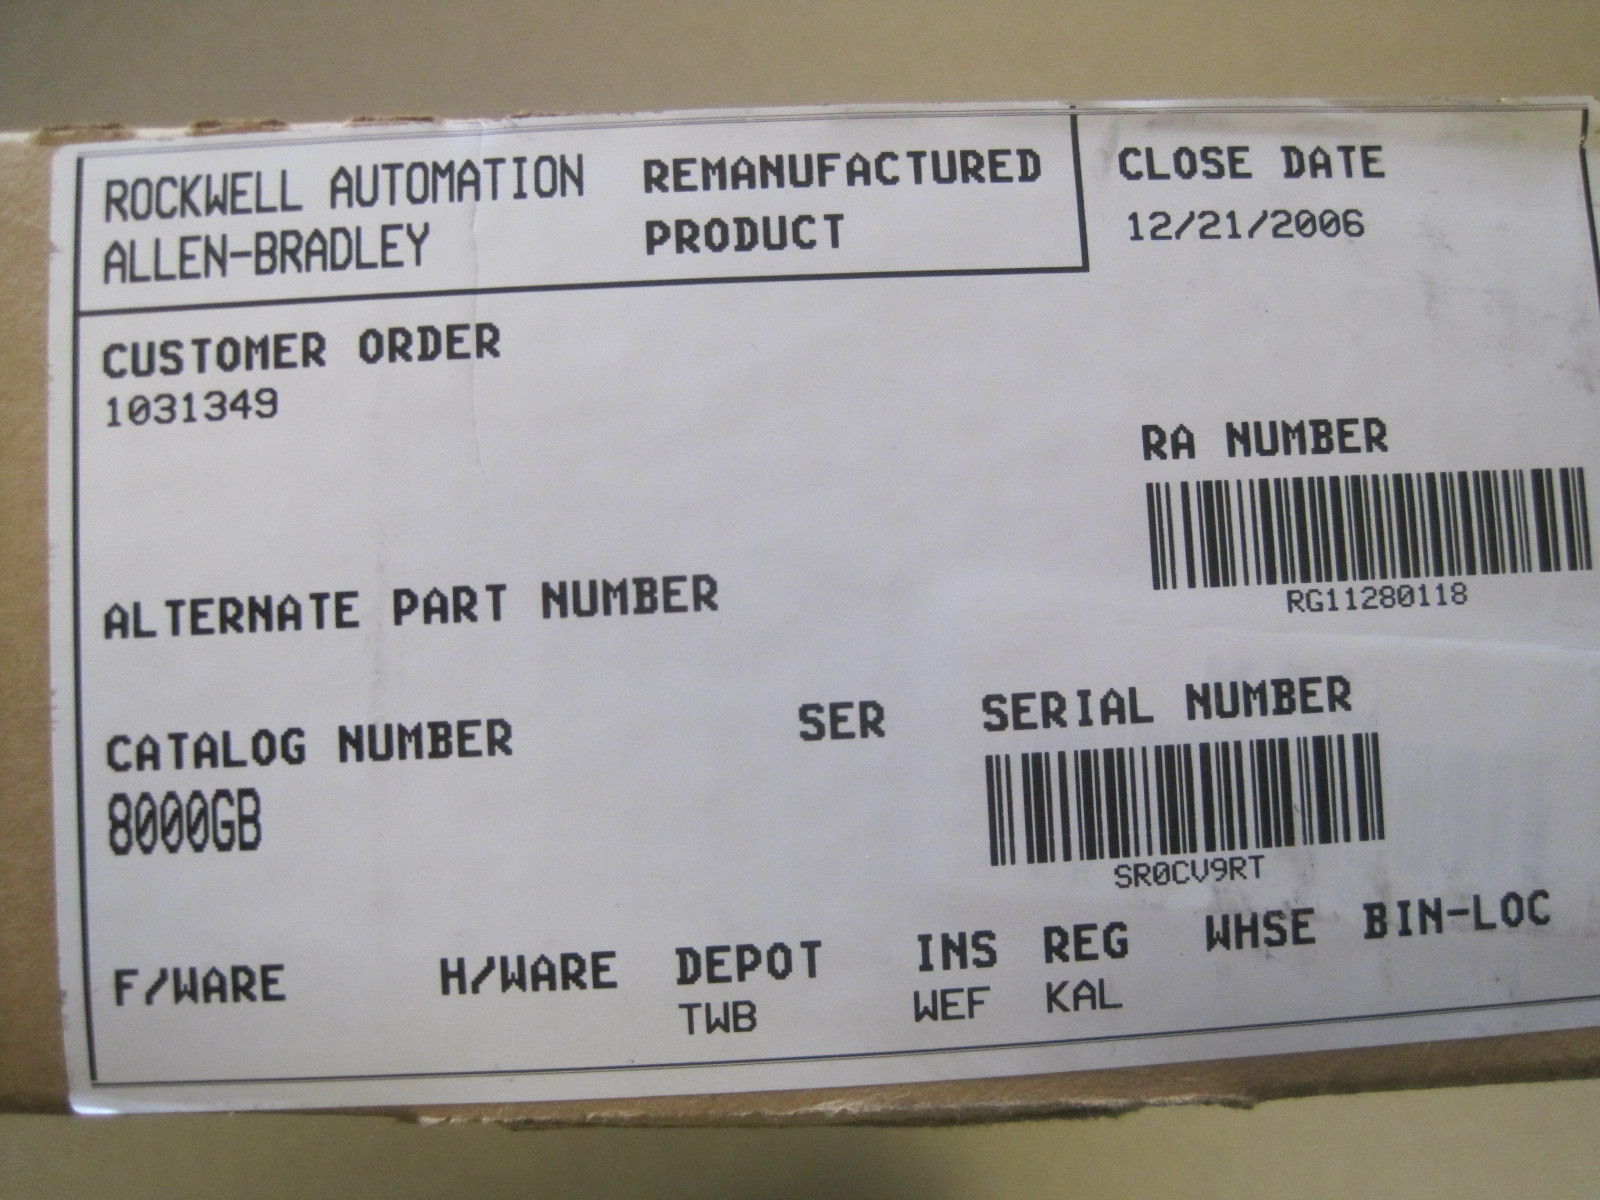 ROCKWELL AUTOMATION REMANUFACTURED
ALLEN-BRADLEY PRODUCT
CLOSE DATE
12/21/2006
CUSTOMER ORDER
1031349
RA NUMBER
RG11280118
ALTERNATE PART NUMBER
CATALOG NUMBER SER SERIAL NUMBER
8000GB
SR0CV9RT
F/WARE H/WARE DEPOT INS REG WHSE BIN-LOC
TWB WEF KAL